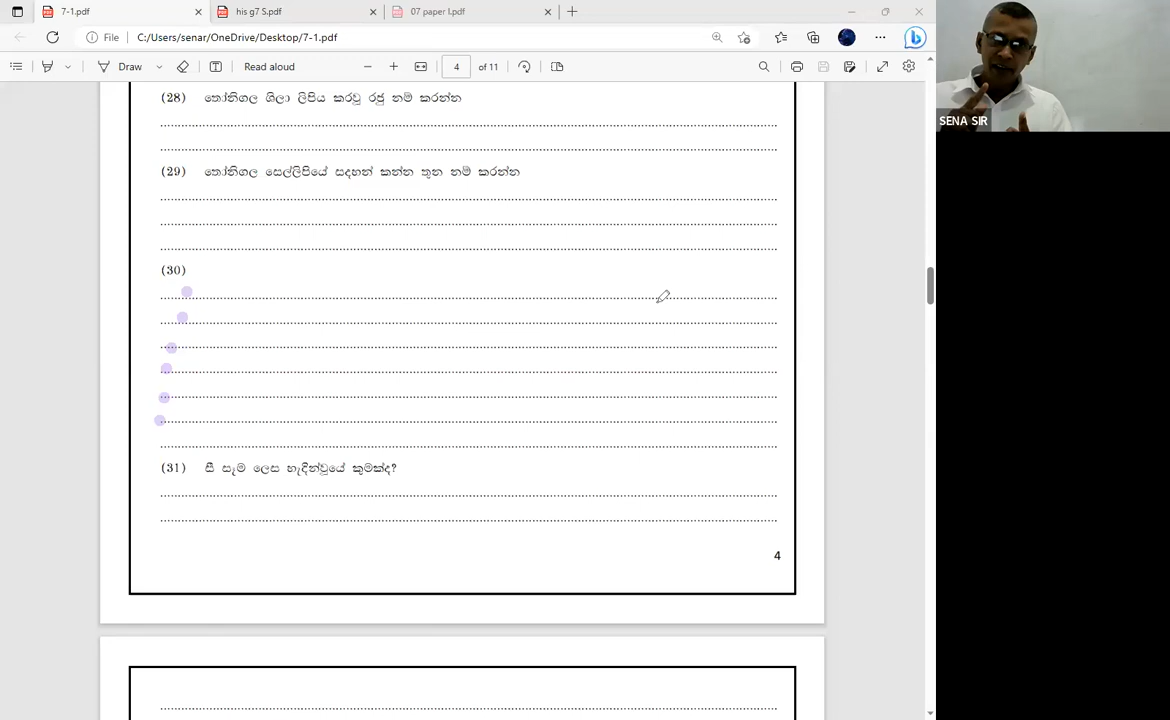 7-1.pdf
his g7 S.pdf
07 paper I.pdf
File C:/Users/senar/OneDrive/Desktop/7-1.pdf
Draw Read aloud 4 of 11
SENA SIR
(28) තෝනිගල ශිලා ලිපිය කරවු රජු නම් කරන්න
(29) තෝනිගල සෙල්ලිපියේ සදහන් කන්න තුන නම් කරන්න
(30)
(31) සී සෑම ලෙස හැදින්වූයේ කුමක්ද?
4